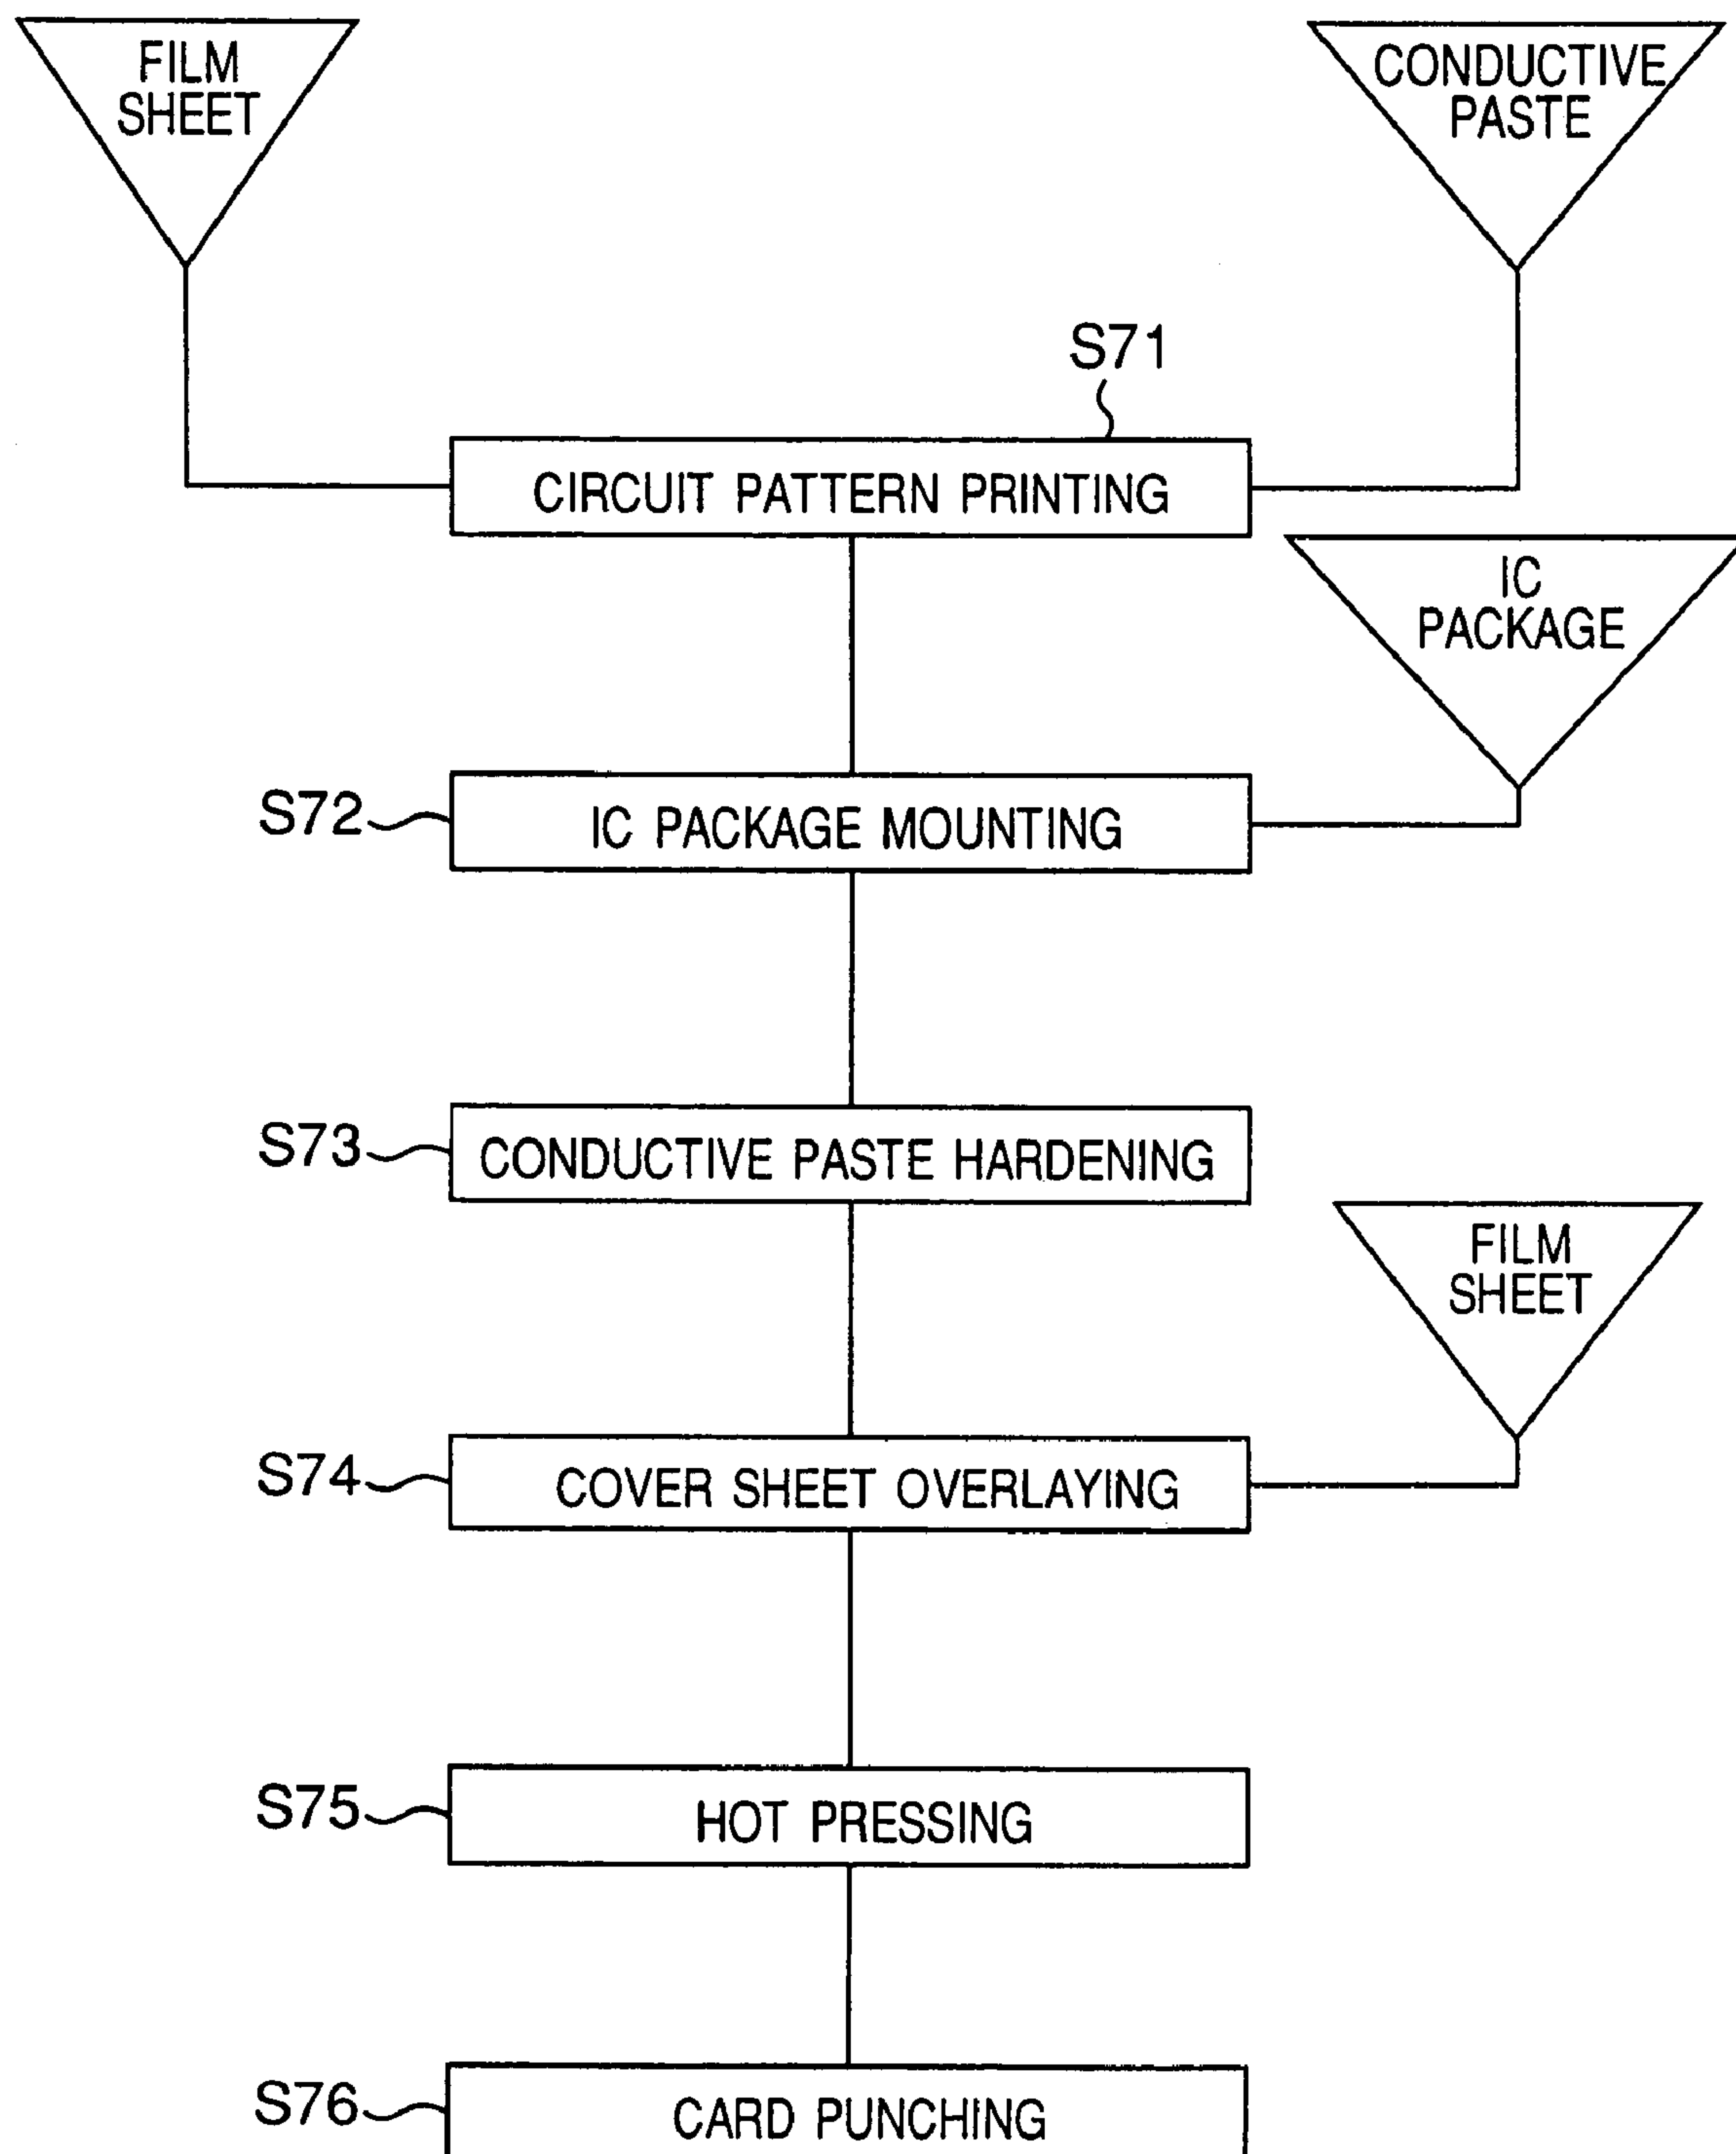 FILM
SHEET
CONDUCTIVE
PASTE
S71
CIRCUIT PATTERN PRINTING
IC
PACKAGE
S72
IC PACKAGE MOUNTING
S73
CONDUCTIVE PASTE HARDENING
FILM
SHEET
S74
COVER SHEET OVERLAYING
S75
HOT PRESSING
S76
CARD PUNCHING